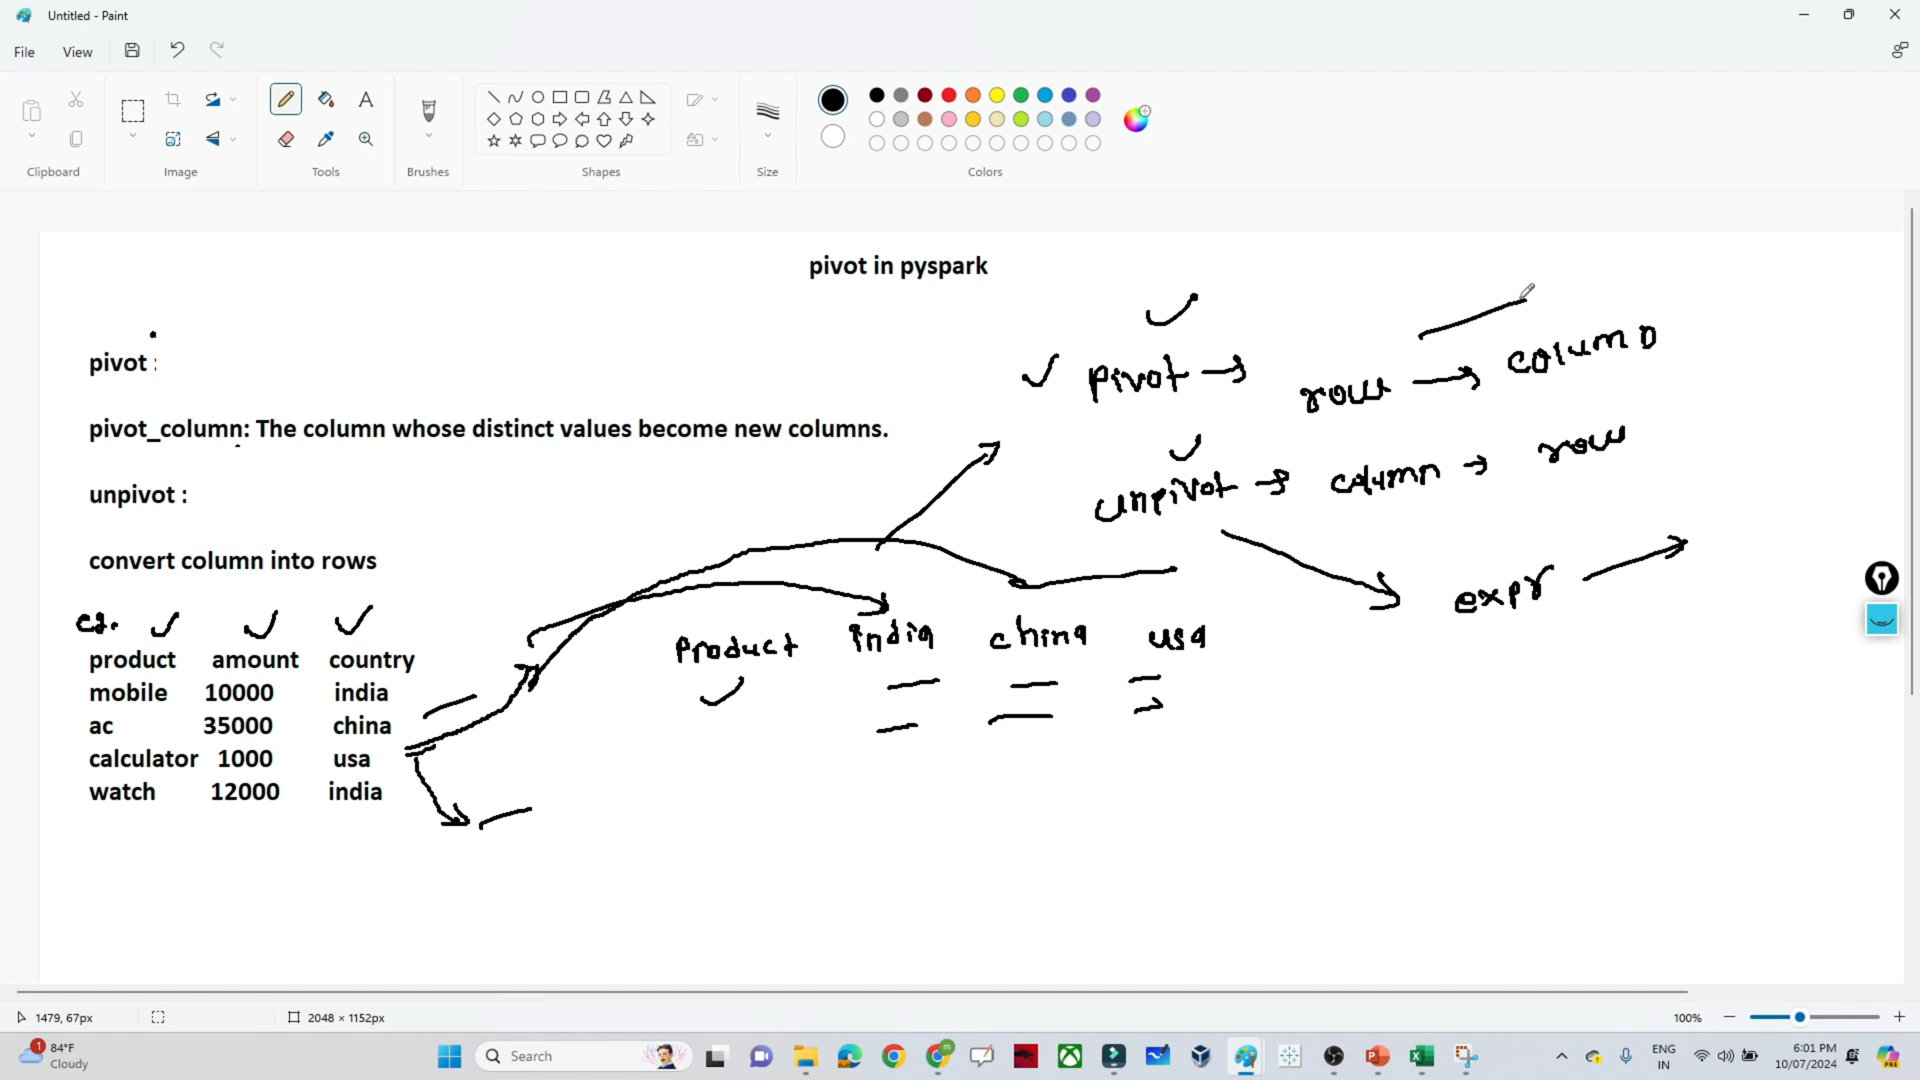 Untitled - Paint
File View
Clipboard Image Tools Brushes Shapes Size Colors
pivot in pyspark
pivot :
pivot → row → column
pivot_column: The column whose distinct values become new columns.
unpivot :
unpivot → column → row
convert column into rows
expr
eg.
product amount country
mobile 10000 india
ac 35000 china
calculator 1000 usa
watch 12000 india
Product india china usa
1479, 67px
2048 × 1152px
100%
1
84°F
Cloudy
Search
ENG
IN
6:01 PM
10/07/2024
PRE